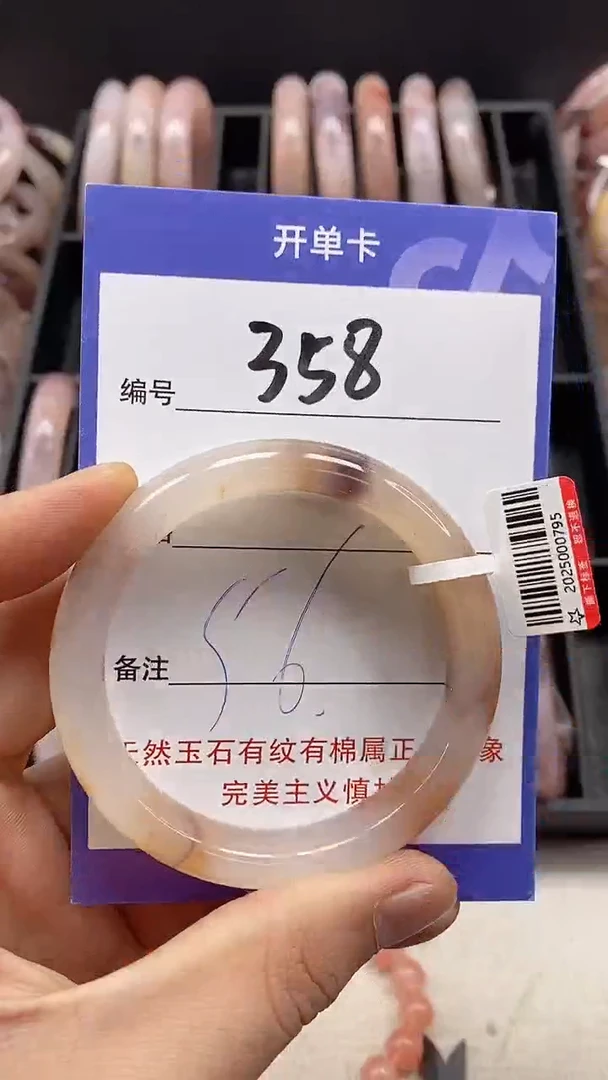 开单卡
编号 358
备注 56.
天然玉石有纹有棉属正 象
完美主义慎
2025000795